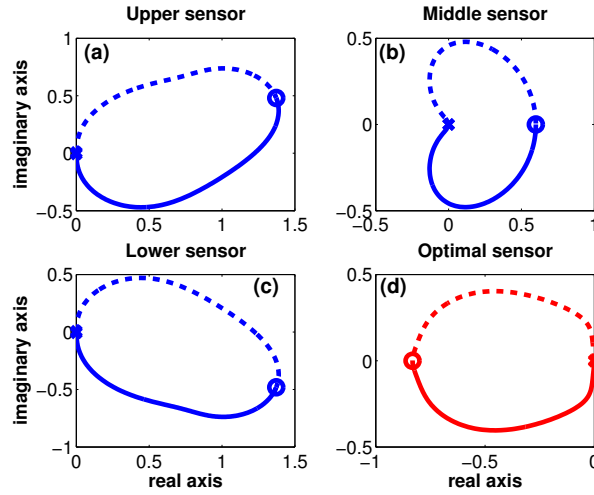 Upper sensor
Middle sensor
(a)
(b)
imaginary axis
1
0.5
0
−0.5
0 0.5 1 1.5
0.5
0
−0.5
−0.5 0 0.5 1
Lower sensor
Optimal sensor
(c)
(d)
imaginary axis
0.5
0
−0.5
−1
0 0.5 1 1.5
real axis
0.5
0
−0.5
−1 −0.5 0
real axis